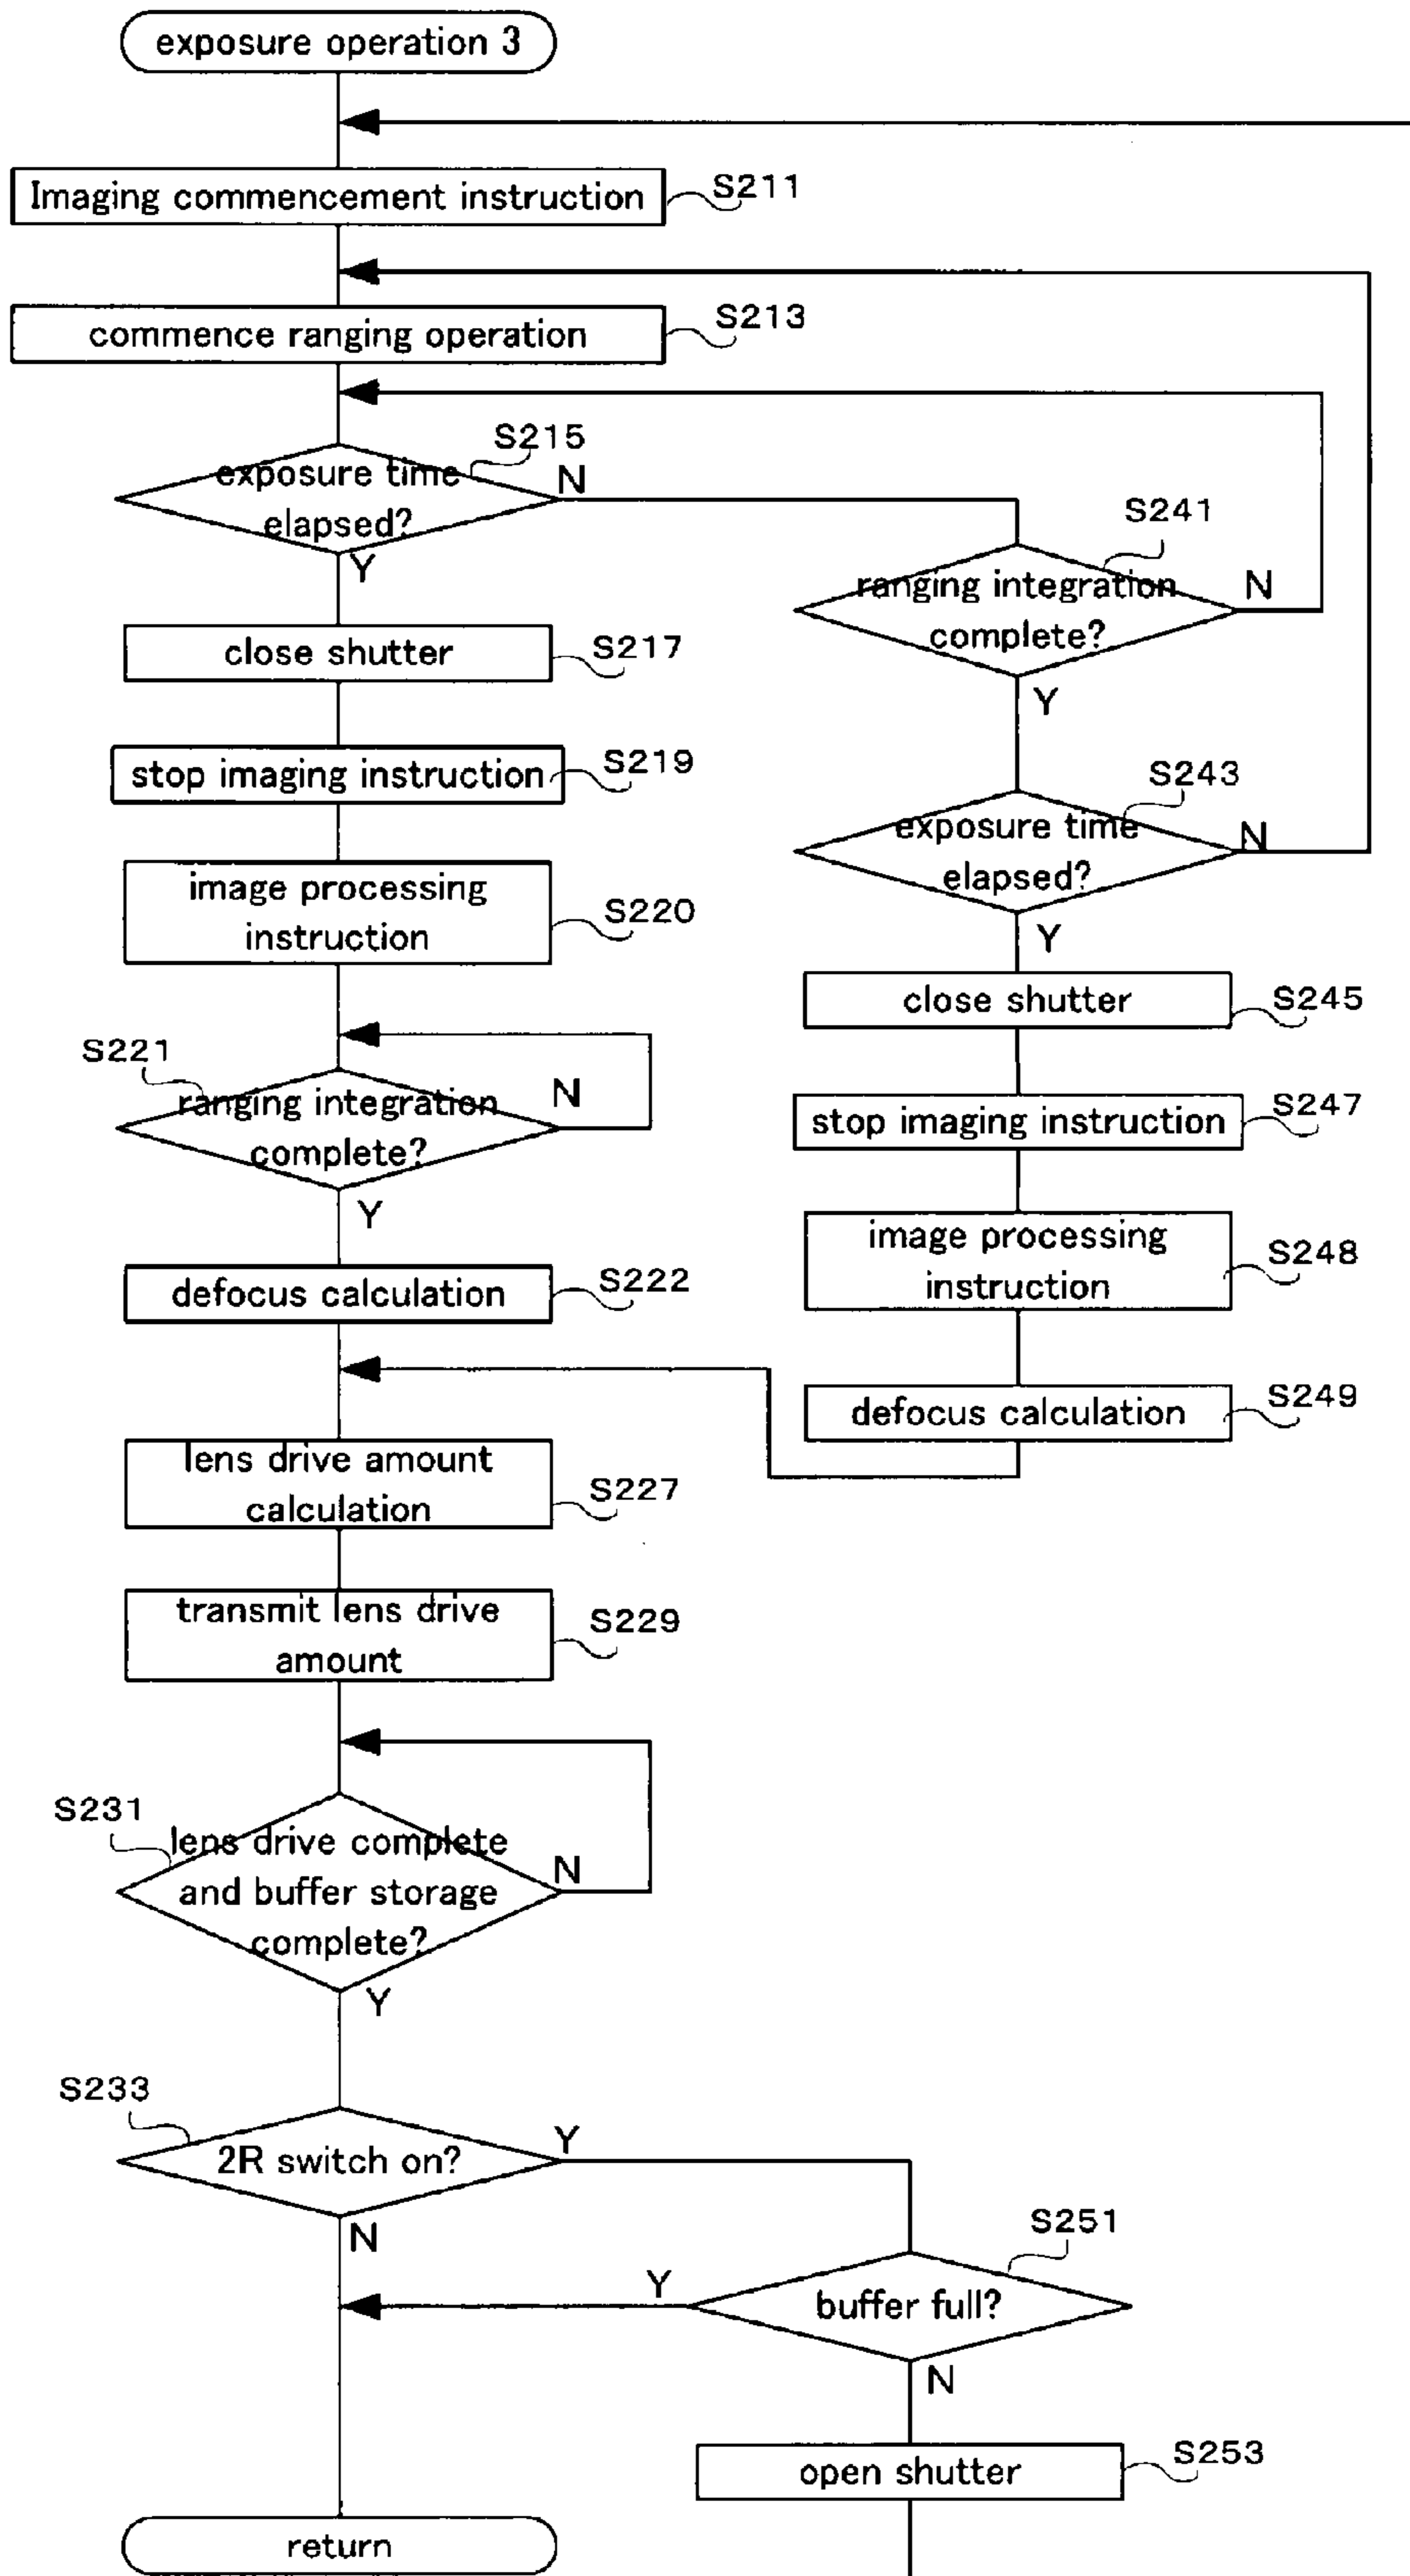 exposure operation 3
Imaging commencement instruction
S211
commence ranging operation
S213
S215
exposure time
elapsed?
N
Y
S241
ranging integration
complete?
N
Y
close shutter
S217
stop imaging instruction
S219
S243
exposure time
elapsed?
N
Y
image processing
instruction
S220
close shutter
S245
S221
ranging integration
complete?
N
Y
stop imaging instruction
S247
image processing
instruction
S248
defocus calculation
S222
defocus calculation
S249
lens drive amount
calculation
S227
transmit lens drive
amount
S229
S231
lens drive complete
and buffer storage
complete?
N
Y
S233
2R switch on?
Y
N
S251
buffer full?
Y
N
open shutter
S253
return